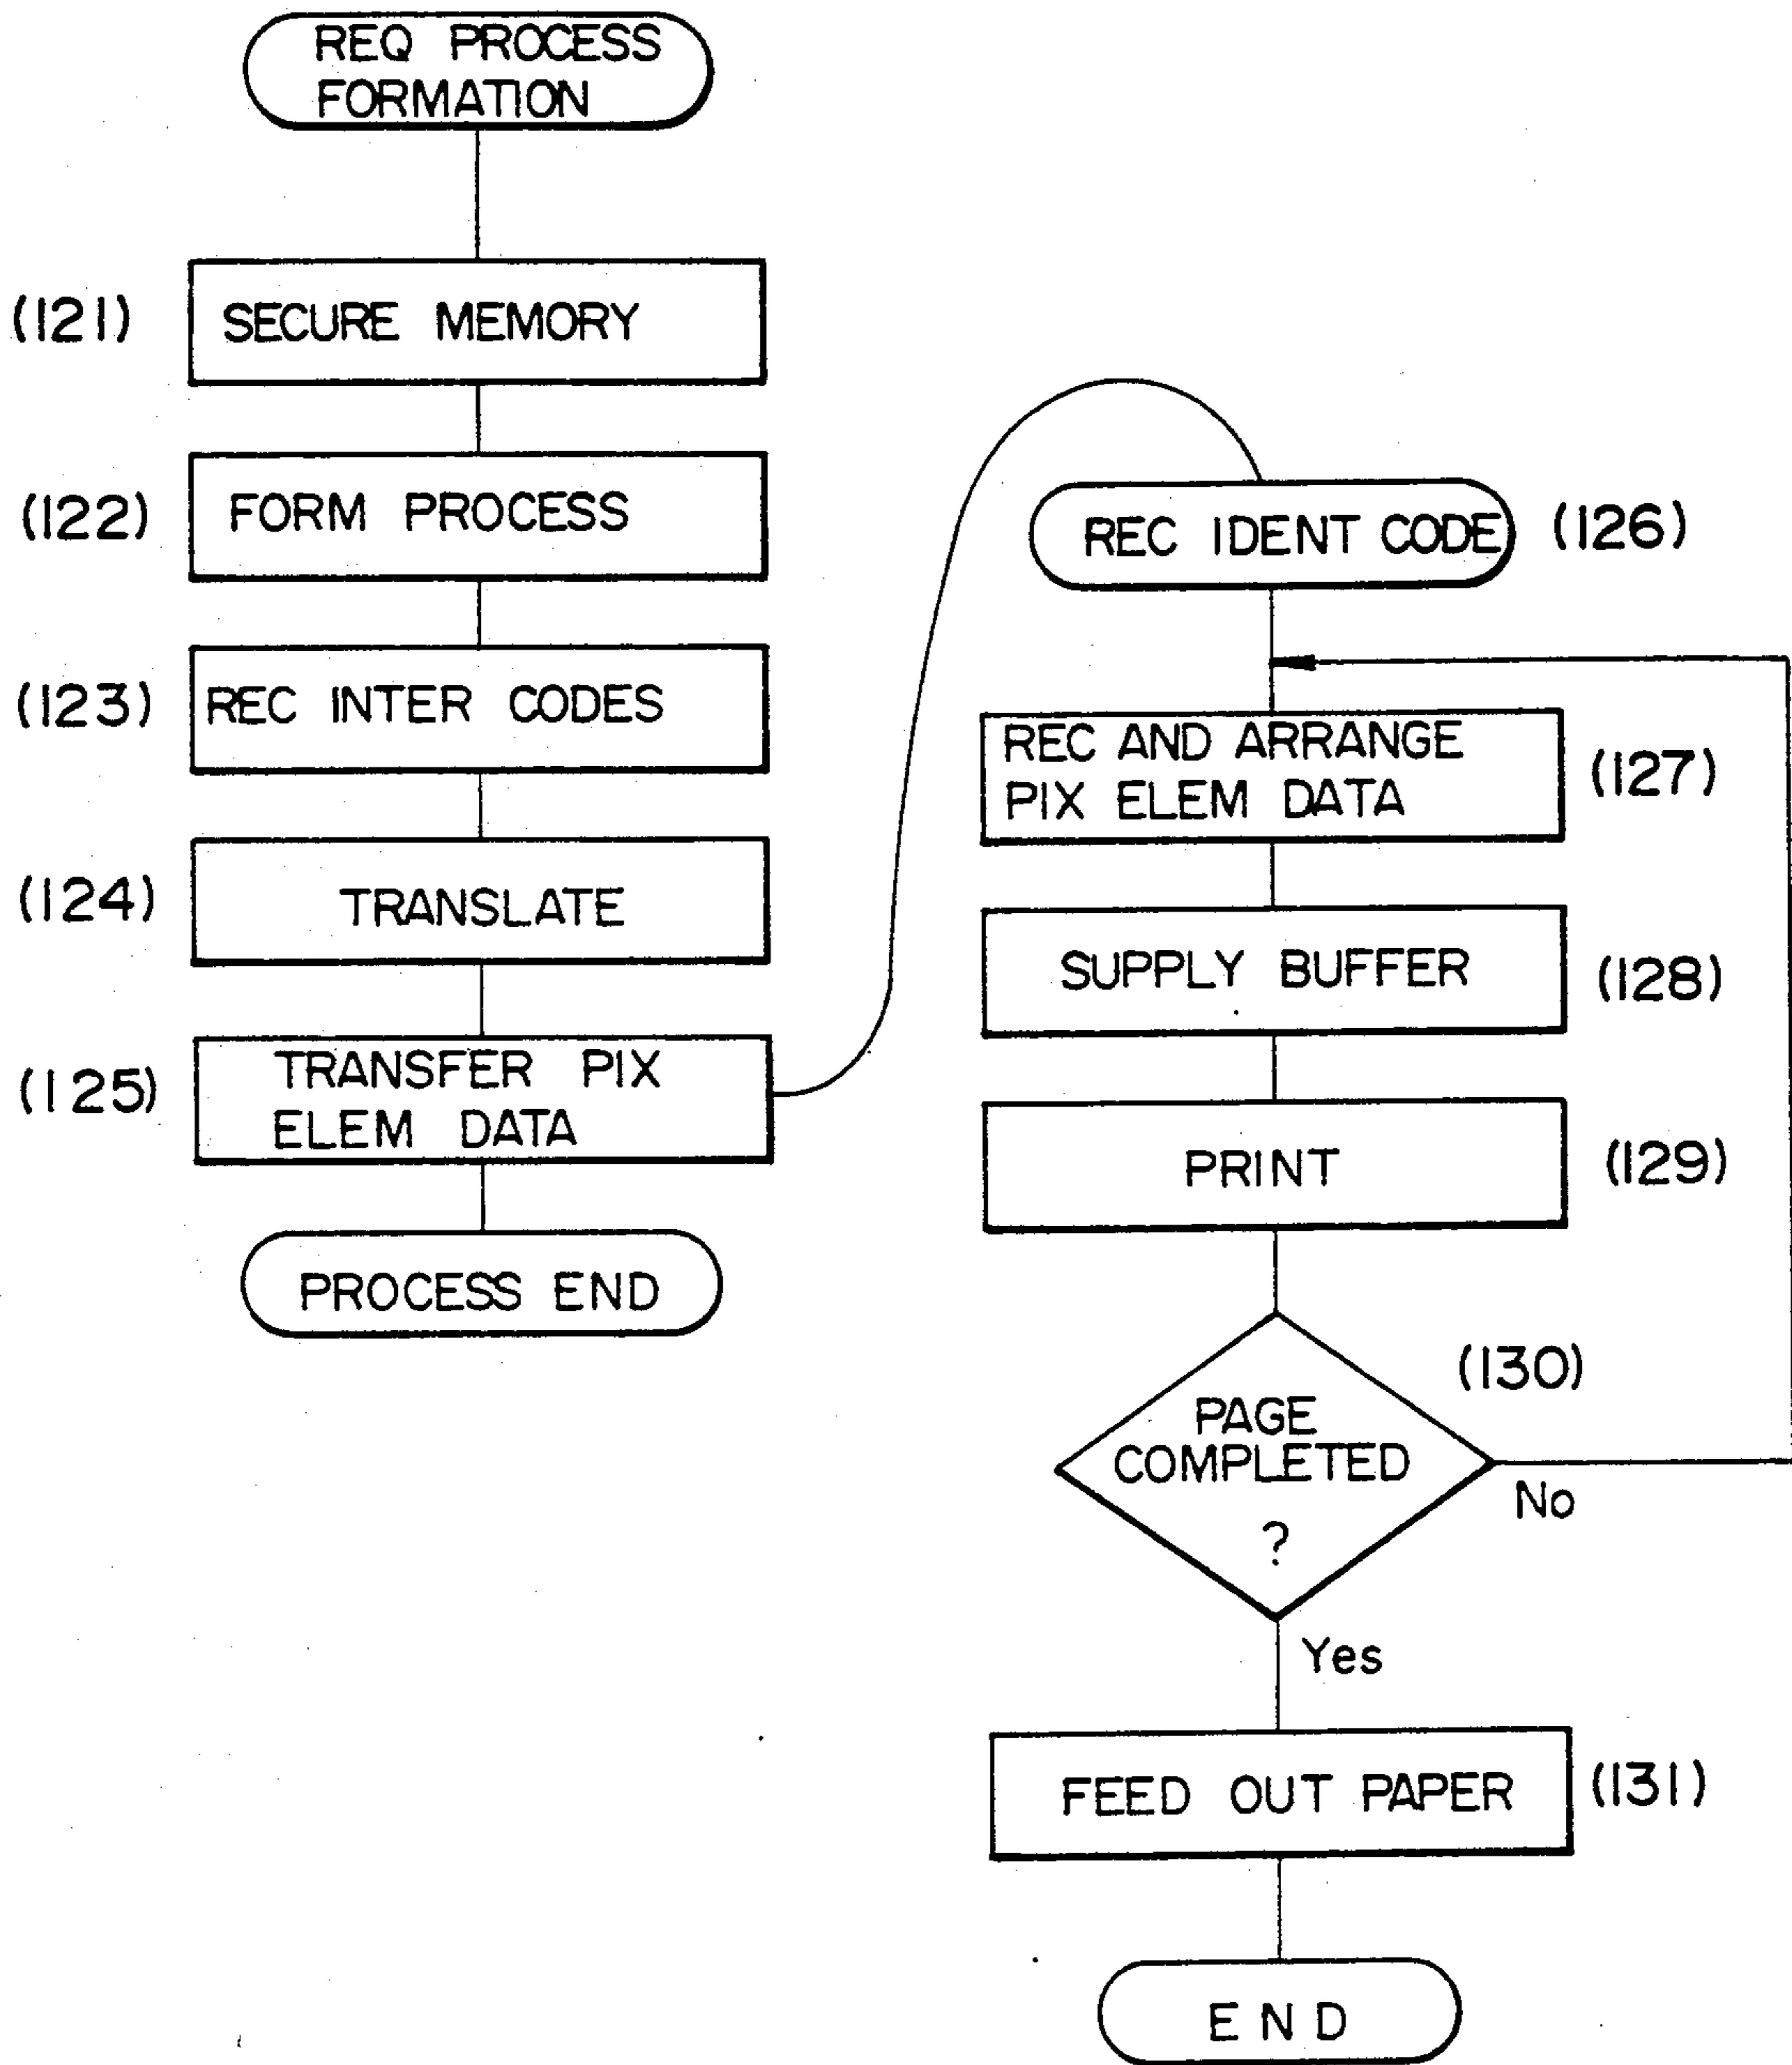 REQ PROCESS
FORMATION
(121)
SECURE MEMORY
(122)
FORM PROCESS
(123)
REC INTER CODES
(124)
TRANSLATE
(125)
TRANSFER PIX
ELEM DATA
PROCESS END
REC IDENT CODE
(126)
REC AND ARRANGE
PIX ELEM DATA
(127)
SUPPLY BUFFER
(128)
PRINT
(129)
(130)
PAGE
COMPLETED
?
No
Yes
FEED OUT PAPER
(131)
END